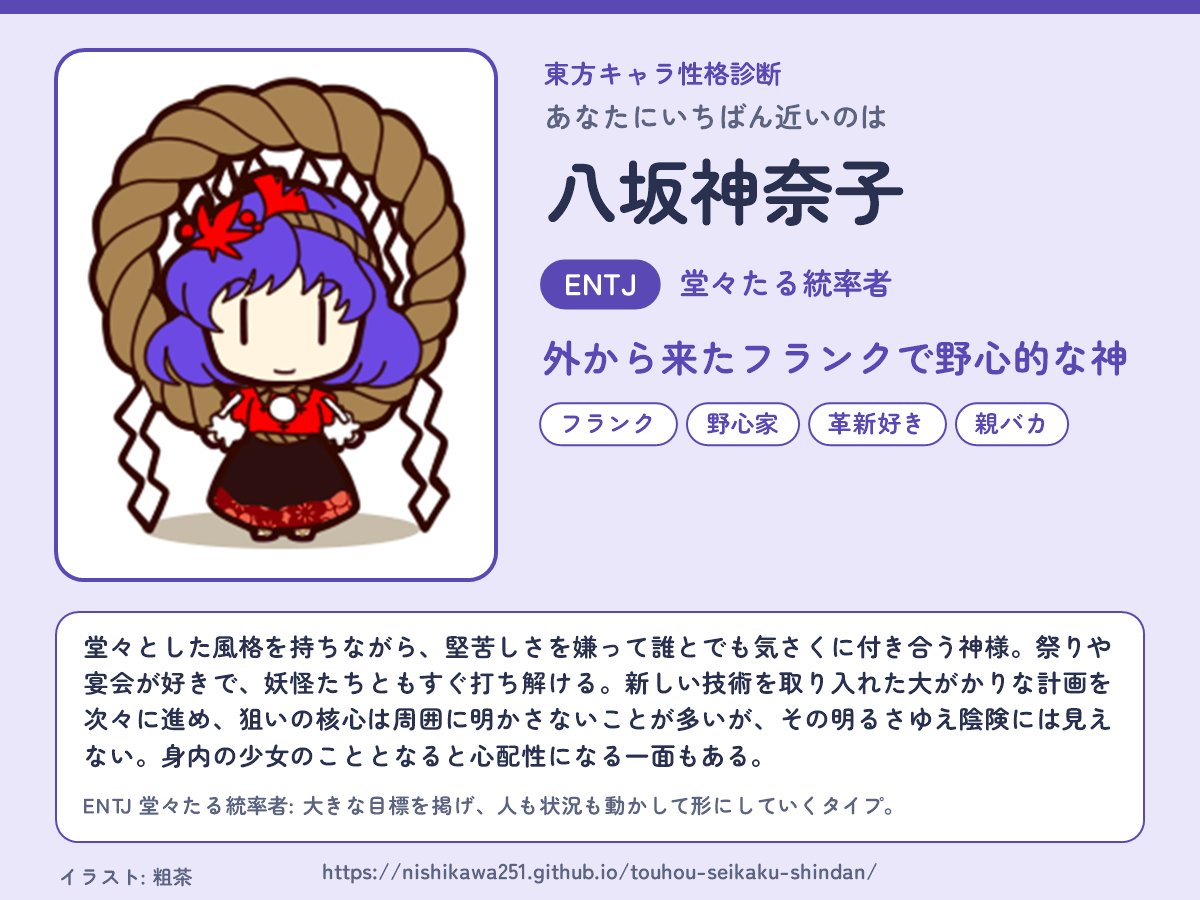 東方キャラ性格診断
あなたにいちばん近いのは
八坂神奈子
ENTJ 堂々たる統率者
外から来たフランクで野心的な神
フランク 野心家 革新好き 親バカ
堂々とした風格を持ちながら、堅苦しさを嫌って誰とでも気さくに付き合う神様。祭りや
宴会が好きで、妖怪たちともすぐ打ち解ける。新しい技術を取り入れた大がかりな計画を
次々に進め、狙いの核心は周囲に明かさないことが多いが、その明るさゆえ陰険には見え
ない。身内の少女のこととなると心配性になる一面もある。
ENTJ 堂々たる統率者: 大きな目標を掲げ、人も状況も動かして形にしていくタイプ。
イラスト: 粗茶
https://nishikawa251.github.io/touhou-seikaku-shindan/